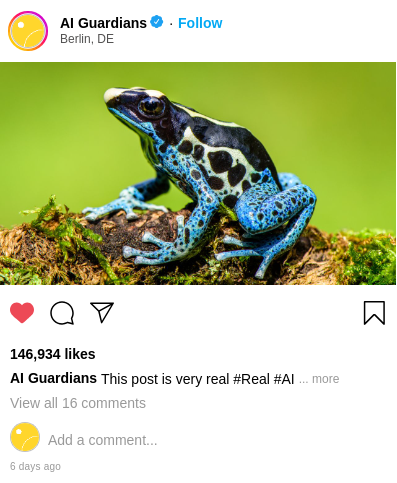 AI Guardians · Follow
Berlin, DE
146,934 likes
AI Guardians This post is very real #Real #AI ... more
View all 16 comments
Add a comment...
6 days ago